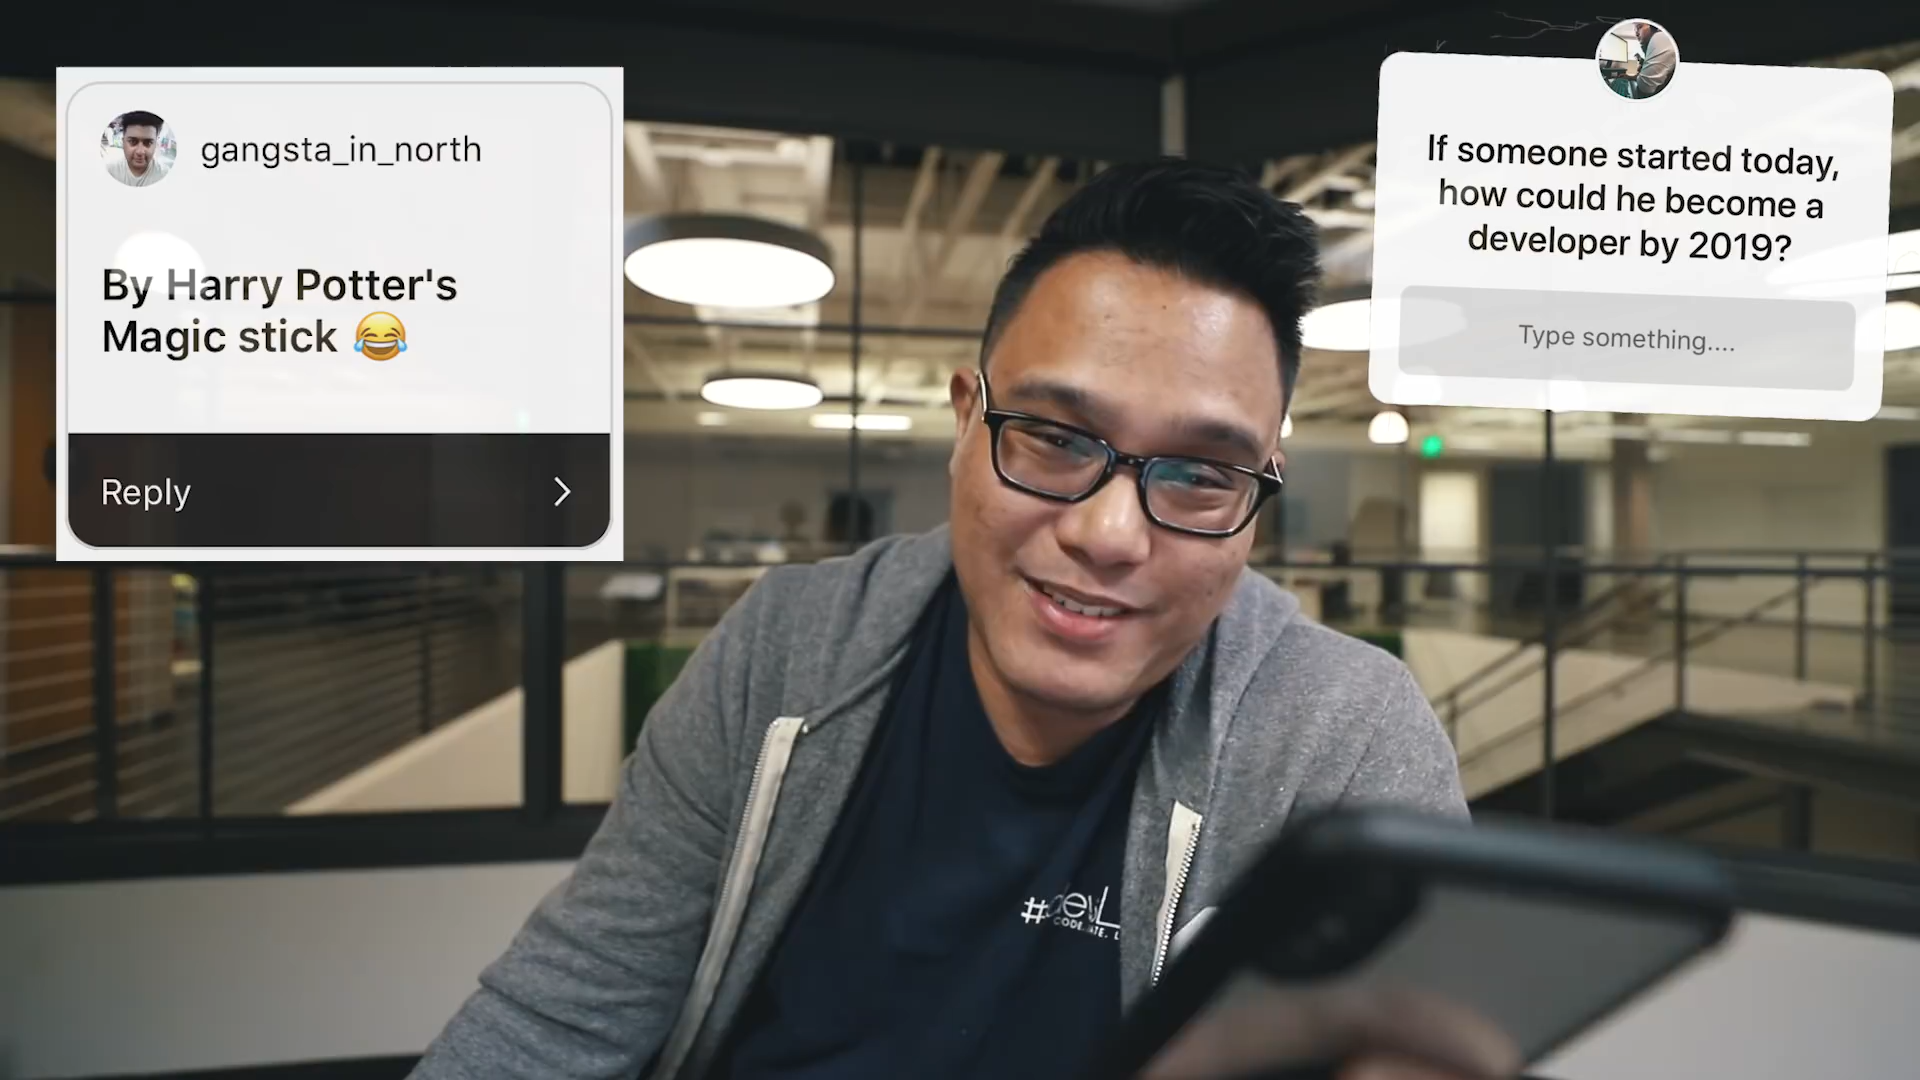 gangsta_in_north
By Harry Potter's
Magic stick 😂
Reply
If someone started today,
how could he become a
developer by 2019?
Type something....